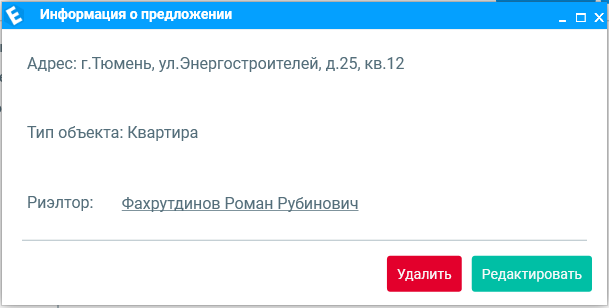 Информация о предложении
Адрес: г.Тюмень, ул.Энергостроителей, д.25, кв.12
Тип объекта: Квартира
Риэлтор: Фахрутдинов Роман Рубинович
Удалить Редактировать